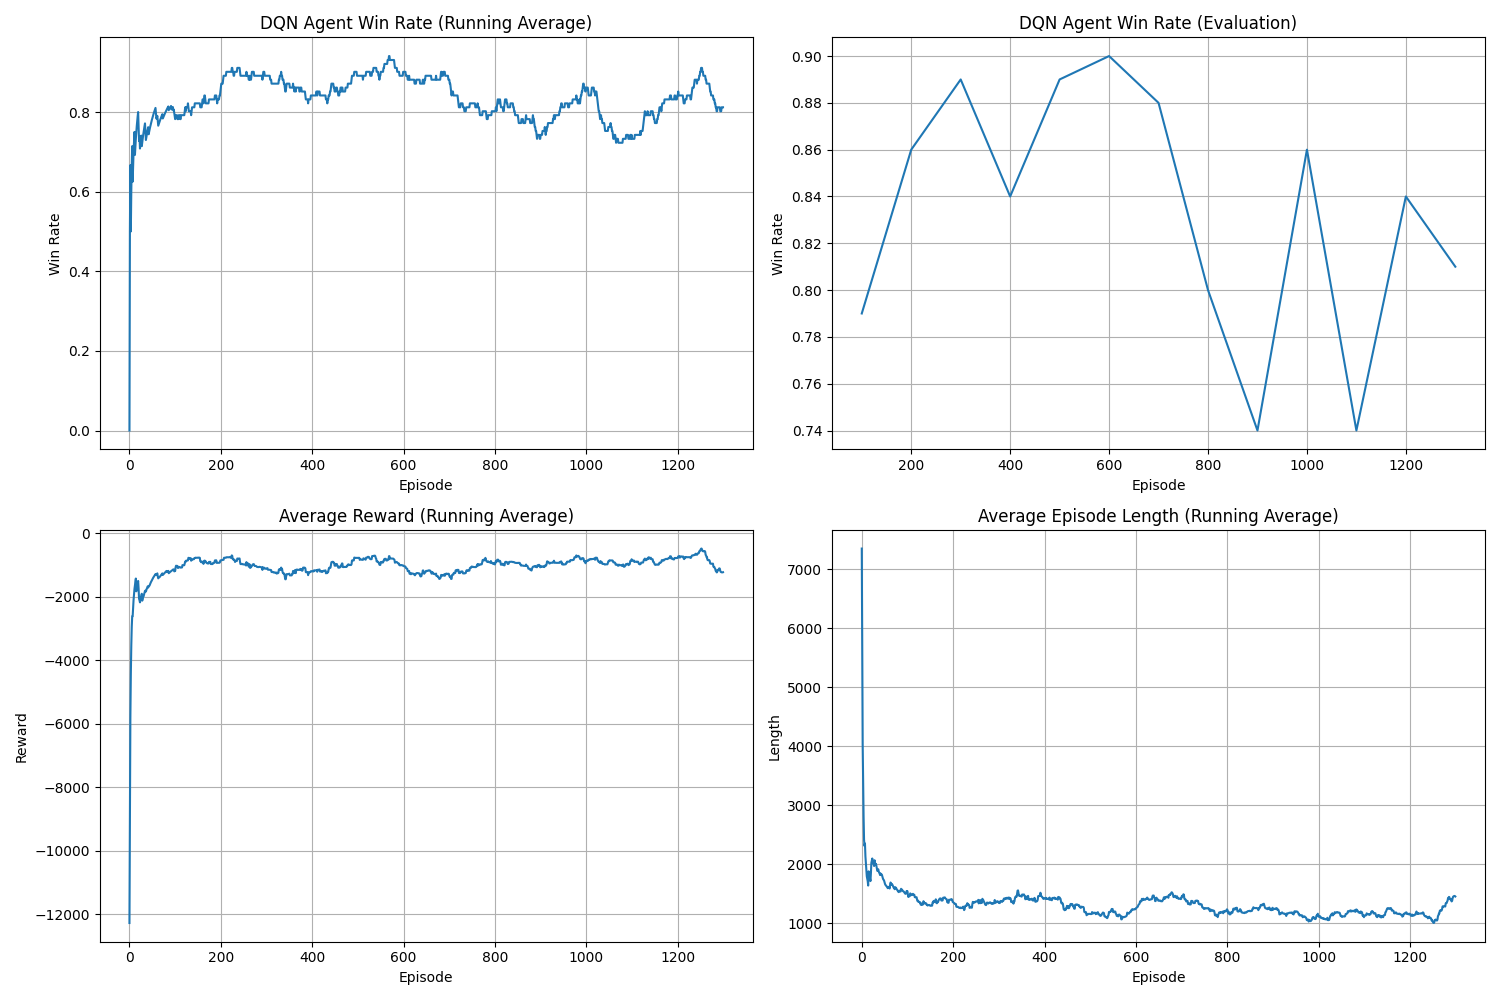 DQN Agent Win Rate (Running Average)
Win Rate
0.8
0.6
0.4
0.2
0.0
0 200 400 600 800 1000 1200
Episode
DQN Agent Win Rate (Evaluation)
Win Rate
0.90
0.88
0.86
0.84
0.82
0.80
0.78
0.76
0.74
200 400 600 800 1000 1200
Episode
Average Reward (Running Average)
Reward
0
−2000
−4000
−6000
−8000
−10000
−12000
0 200 400 600 800 1000 1200
Episode
Average Episode Length (Running Average)
Length
7000
6000
5000
4000
3000
2000
1000
0 200 400 600 800 1000 1200
Episode